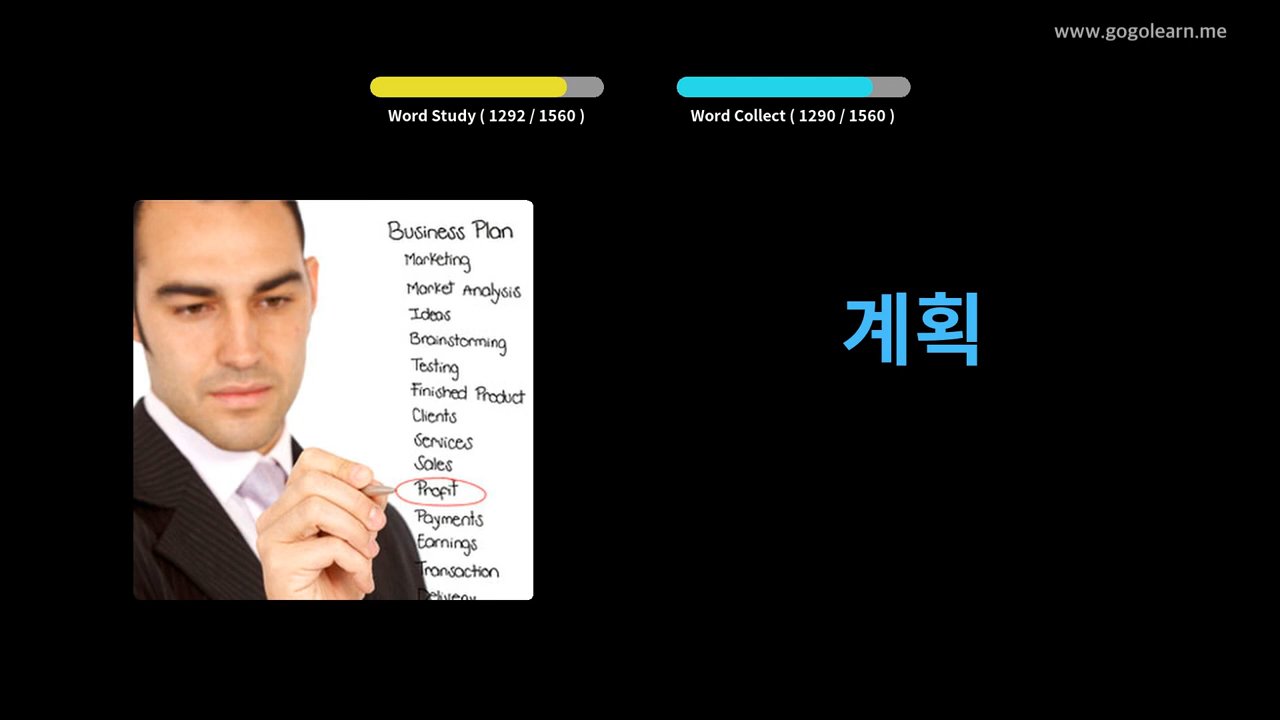 www.gogolearn.me
Word Study ( 1292 / 1560 )
Word Collect ( 1290 / 1560 )
Business Plan
Marketing
Market Analysis
Ideas
Brainstorming
Testing
Finished Product
Clients
Services
Sales
Profit
Payments
Earnings
Transaction
Delivery
계획